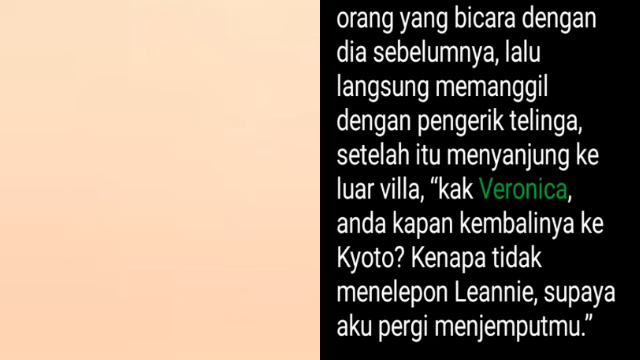 orang yang bicara dengan
dia sebelumnya, lalu
langsung memanggil
dengan pengerik telinga,
setelah itu menyanjung ke
luar villa, “kak Veronica,
anda kapan kembalinya ke
Kyoto? Kenapa tidak
menelepon Leannie, supaya
aku pergi menjemputmu.”